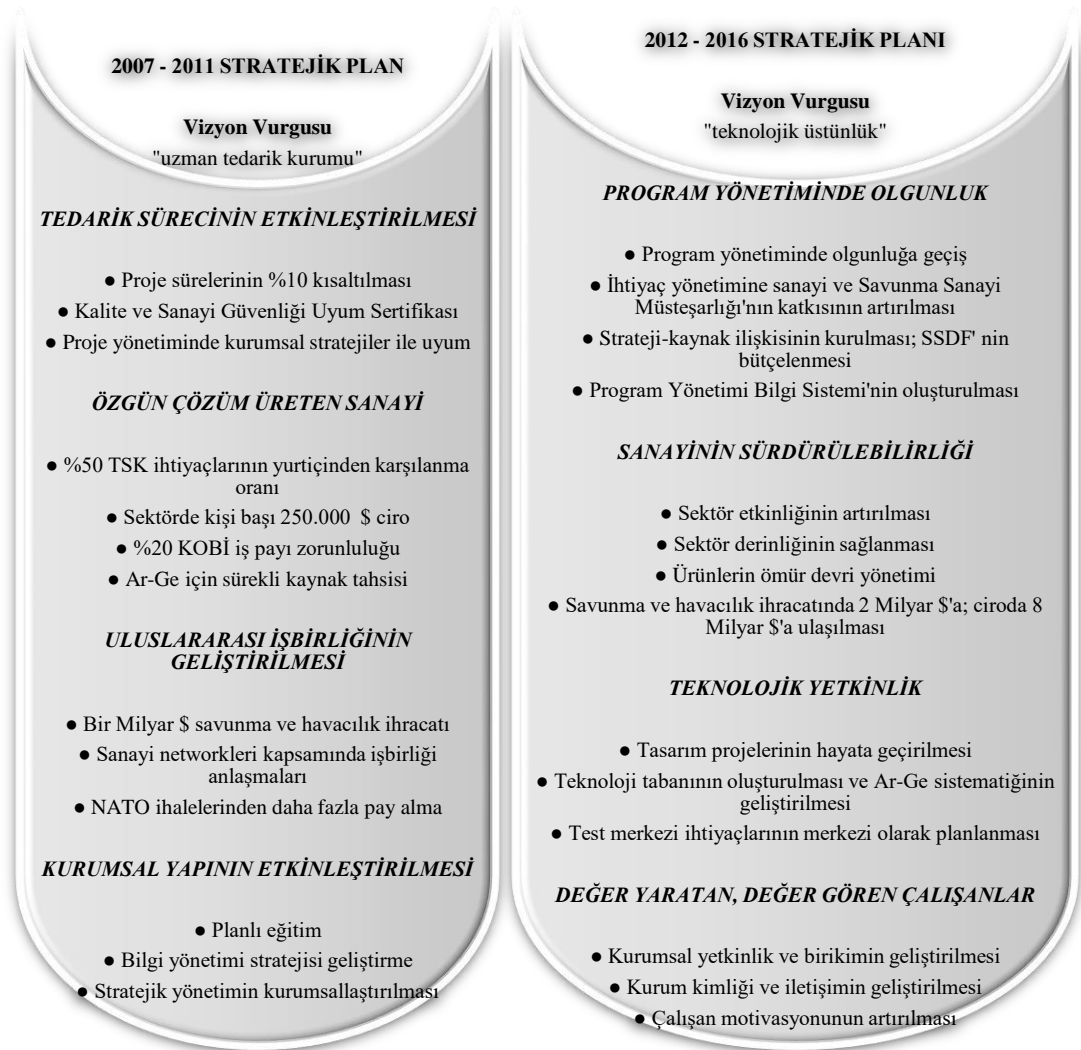 2007 - 2011 STRATEJİK PLAN
Vizyon Vurgusu
"uzman tedarik kurumu"
TEDARİK SÜRECİNİN ETKİNLEŞTİRİLMESİ
● Proje sürelerinin %10 kısaltılması
● Kalite ve Sanayi Güvenliği Uyum Sertifikası
● Proje yönetiminde kurumsal stratejiler ile uyum
ÖZGÜN ÇÖZÜM ÜRETEN SANAYİ
● %50 TSK ihtiyaçlarının yurtiçinden karşılanma
oranı
● Sektörde kişi başı 250.000 $ ciro
● %20 KOBİ iş payı zorunluluğu
● Ar-Ge için sürekli kaynak tahsisi
ULUSLARARASI İŞBİRLİĞİNİN
GELİŞTİRİLMESİ
● Bir Milyar $ savunma ve havacılık ihracatı
● Sanayi networkleri kapsamında işbirliği
anlaşmaları
● NATO ihalelerinden daha fazla pay alma
KURUMSAL YAPININ ETKİNLEŞTİRİLMESİ
● Planlı eğitim
● Bilgi yönetimi stratejisi geliştirme
● Stratejik yönetimin kurumsallaştırılması
2012 - 2016 STRATEJİK PLANI
Vizyon Vurgusu
"teknolojik üstünlük"
PROGRAM YÖNETİMİNDE OLGUNLUK
● Program yönetiminde olgunluğa geçiş
● İhtiyaç yönetimine sanayi ve Savunma Sanayi
Müsteşarlığı'nın katkısının artırılması
● Strateji-kaynak ilişkisinin kurulması; SSDF' nin
bütçelenmesi
● Program Yönetimi Bilgi Sistemi'nin oluşturulması
SANAYİNİN SÜRDÜRÜLEBİLİRLİĞİ
● Sektör etkinliğinin artırılması
● Sektör derinliğinin sağlanması
● Ürünlerin ömür devri yönetimi
● Savunma ve havacılık ihracatında 2 Milyar $'a; ciroda 8
Milyar $'a ulaşılması
TEKNOLOJİK YETKİNLİK
● Tasarım projelerinin hayata geçirilmesi
● Teknoloji tabanının oluşturulması ve Ar-Ge sistematiğinin
geliştirilmesi
● Test merkezi ihtiyaçlarının merkezi olarak planlanması
DEĞER YARATAN, DEĞER GÖREN ÇALIŞANLAR
● Kurumsal yetkinlik ve birikimin geliştirilmesi
● Kurum kimliği ve iletişimin geliştirilmesi
● Çalışan motivasyonunun artırılması